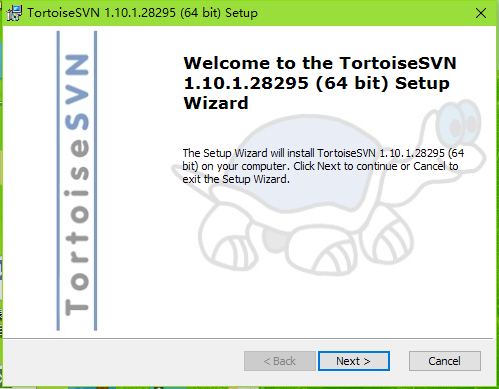 TortoiseSVN 1.10.1.28295 (64 bit) Setup
Welcome to the TortoiseSVN
1.10.1.28295 (64 bit) Setup
Wizard
TortoiseSVN
The Setup Wizard will install TortoiseSVN 1.10.1.28295 (64
bit) on your computer. Click Next to continue or Cancel to
exit the Setup Wizard.
< Back
Next >
Cancel